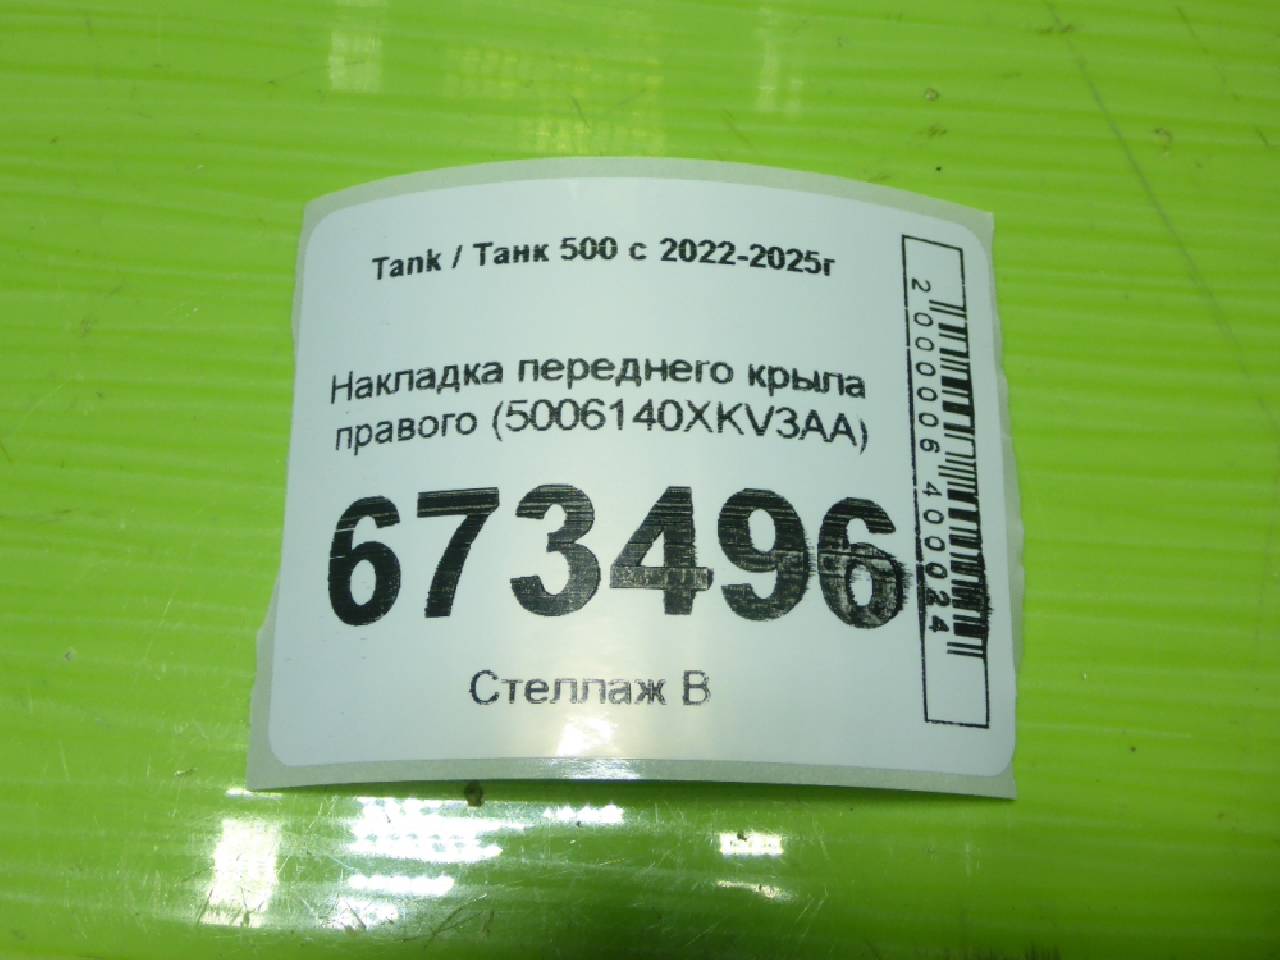 Tank / Танк 500 с 2022-2025г
Накладка переднего крыла
правого (5006140XKV3AA)
673496
Стеллаж В
2000006400024